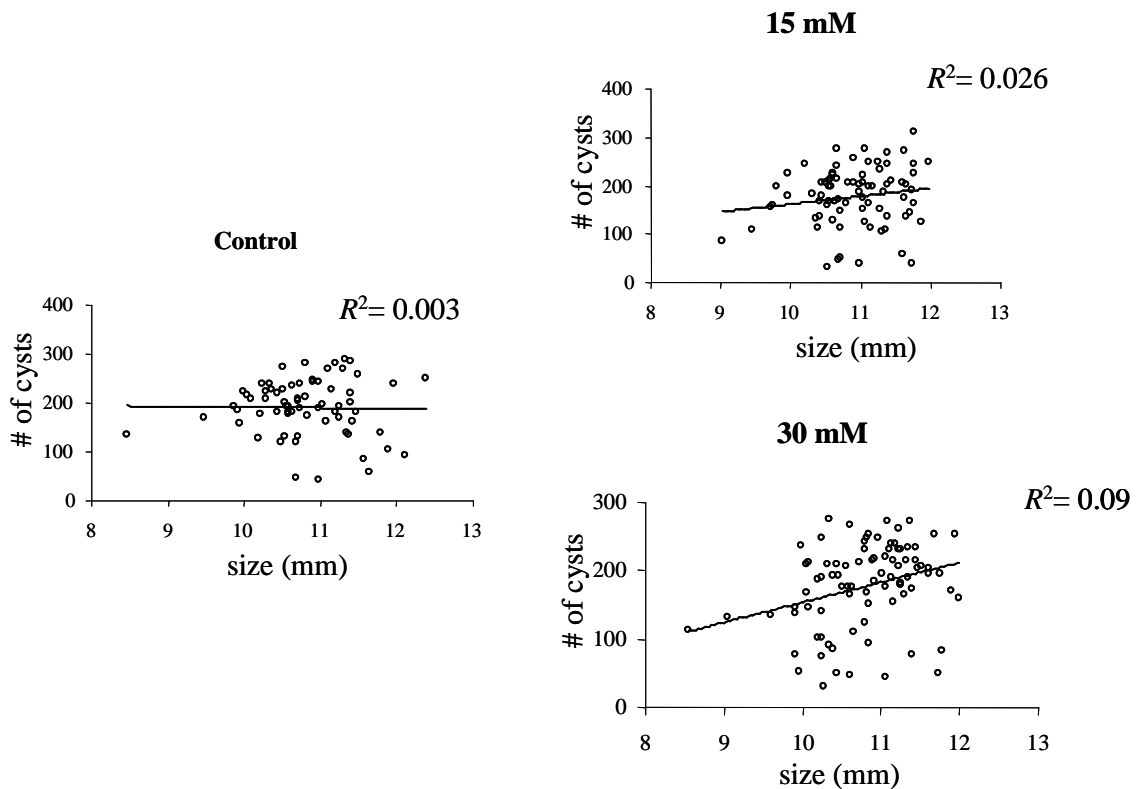 Control
R²= 0.003
400
300
200
100
0
# of cysts
8 9 10 11 12 13
size (mm)
15 mM
R²= 0.026
400
300
200
100
0
# of cysts
8 9 10 11 12 13
size (mm)
30 mM
R²= 0.09
300
200
100
0
# of cysts
8 9 10 11 12 13
size (mm)